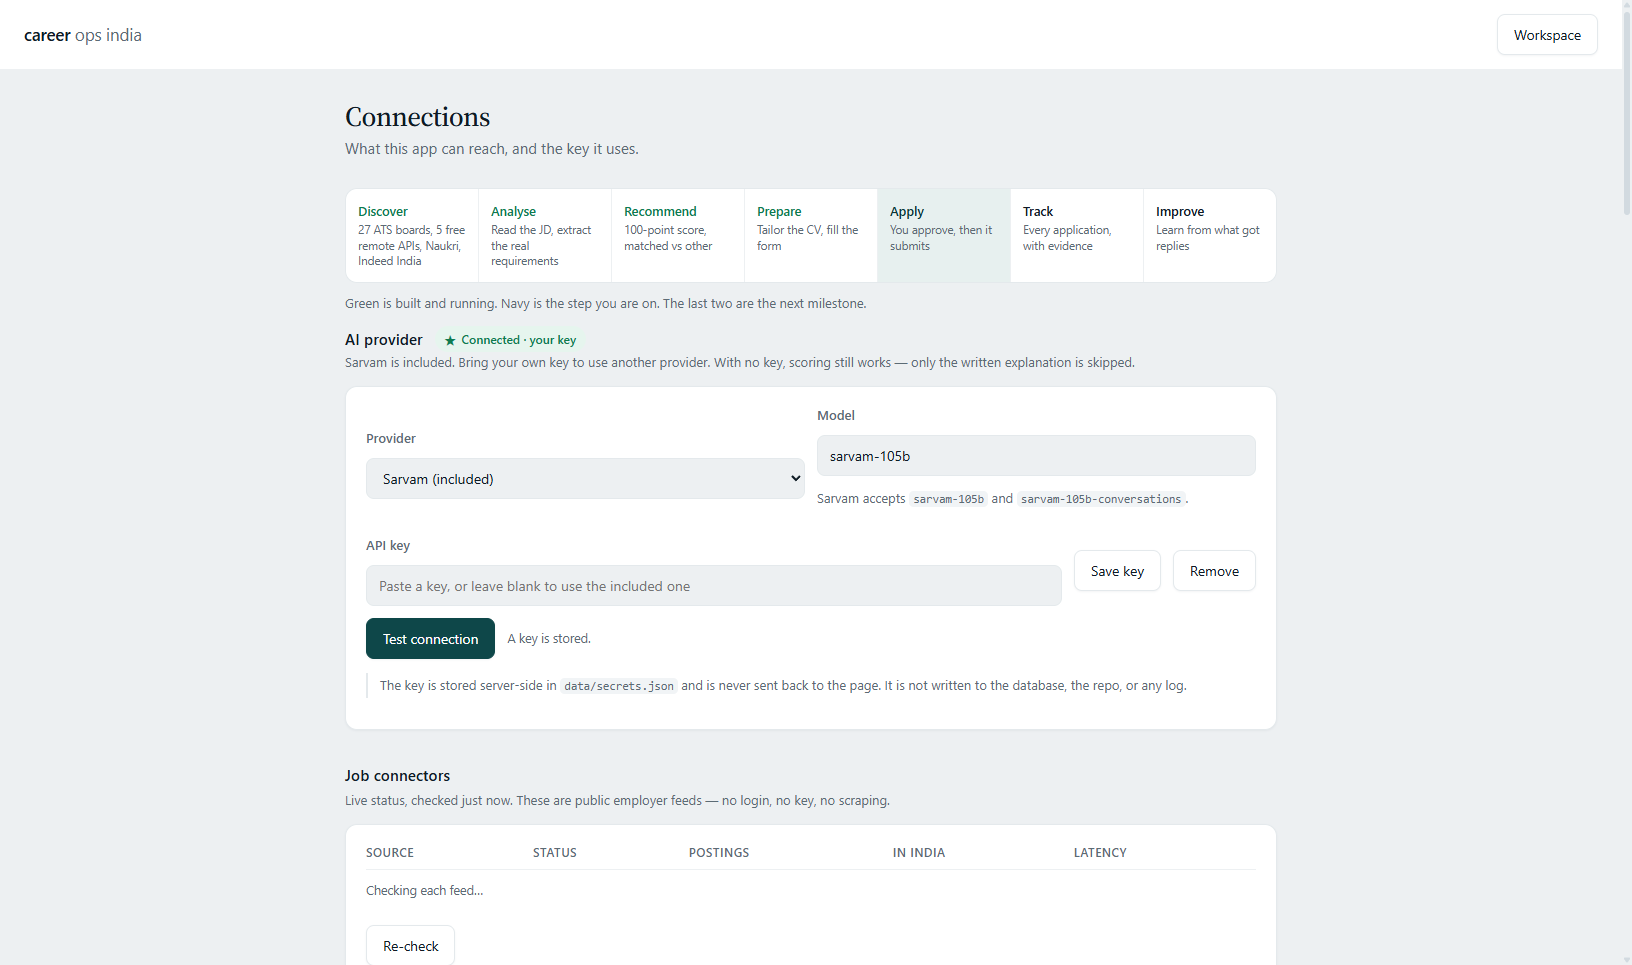 career ops india
Workspace
Connections
What this app can reach, and the key it uses.
Discover
27 ATS boards, 5 free
remote APIs, Naukri,
Indeed India
Analyse
Read the JD, extract
the real
requirements
Recommend
100-point score,
matched vs other
Prepare
Tailor the CV, fill the
form
Apply
You approve, then it
submits
Track
Every application,
with evidence
Improve
Learn from what got
replies
Green is built and running. Navy is the step you are on. The last two are the next milestone.
AI provider ★ Connected · your key
Sarvam is included. Bring your own key to use another provider. With no key, scoring still works — only the written explanation is skipped.
Provider
Sarvam (included)
Model
sarvam-105b
Sarvam accepts sarvam-105b and sarvam-105b-conversations.
API key
Paste a key, or leave blank to use the included one
Save key
Remove
Test connection
A key is stored.
The key is stored server-side in data/secrets.json and is never sent back to the page. It is not written to the database, the repo, or any log.
Job connectors
Live status, checked just now. These are public employer feeds — no login, no key, no scraping.
SOURCE STATUS POSTINGS IN INDIA LATENCY
Checking each feed…
Re-check